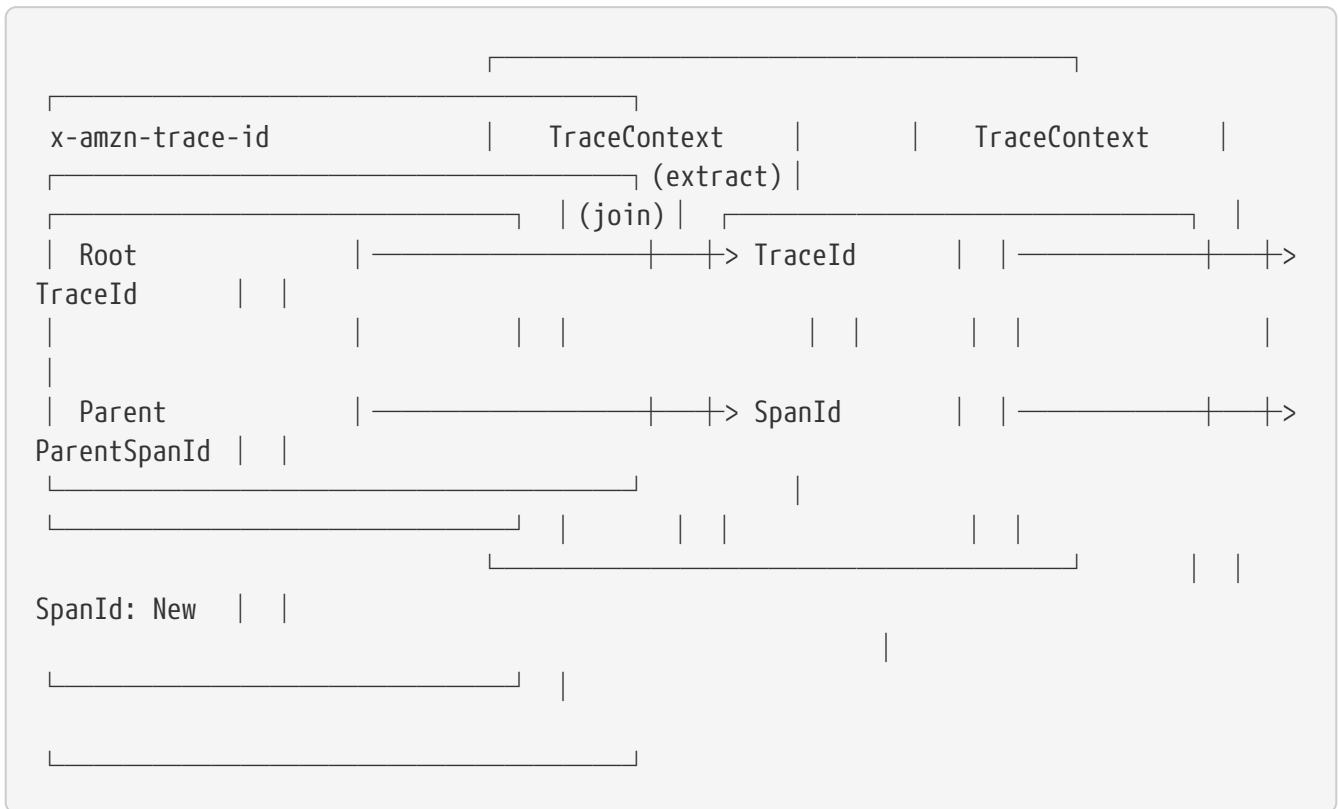 x-amzn-trace-id │ TraceContext │ │ TraceContext │
(extract) │
│ (join) │ │
│ Root │ ──────────┼───┼> TraceId │ │ ───────┼───┼>
TraceId │ │
│ Parent │ ──────────┼───┼> SpanId │ │ ───────┼───┼>
ParentSpanId │ │
SpanId: New │ │